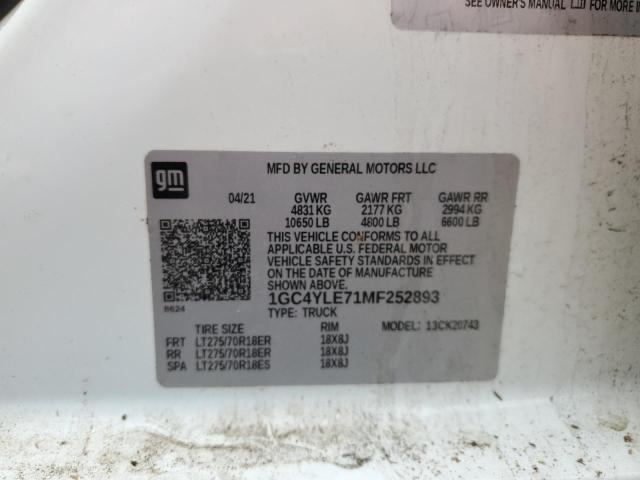 SEE OWNER'S MANUAL FOR MORE
gm
MFD BY GENERAL MOTORS LLC
04/21 GVWR GAWR FRT GAWR RR
4831 KG 2177 KG 2994 KG
10650 LB 4800 LB 6600 LB
THIS VEHICLE CONFORMS TO ALL
APPLICABLE U.S. FEDERAL MOTOR
VEHICLE SAFETY STANDARDS IN EFFECT
ON THE DATE OF MANUFACTURE
SHOWN ABOVE.
8624 1GC4YLE71MF252893
TYPE: TRUCK
TIRE SIZE RIM MODEL: 13CK20743
FRT LT275/70R18ER 18X8J
RR LT275/70R18ER 18X8J
SPA LT275/70R18ES 18X8J